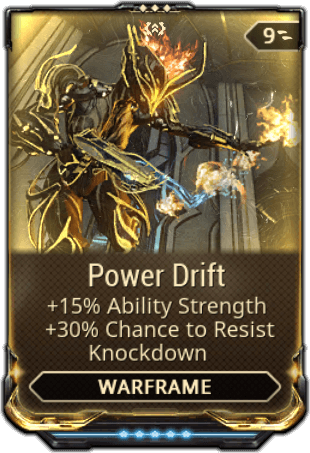 9
Power Drift
+15% Ability Strength
+30% Chance to Resist
Knockdown
WARFRAME